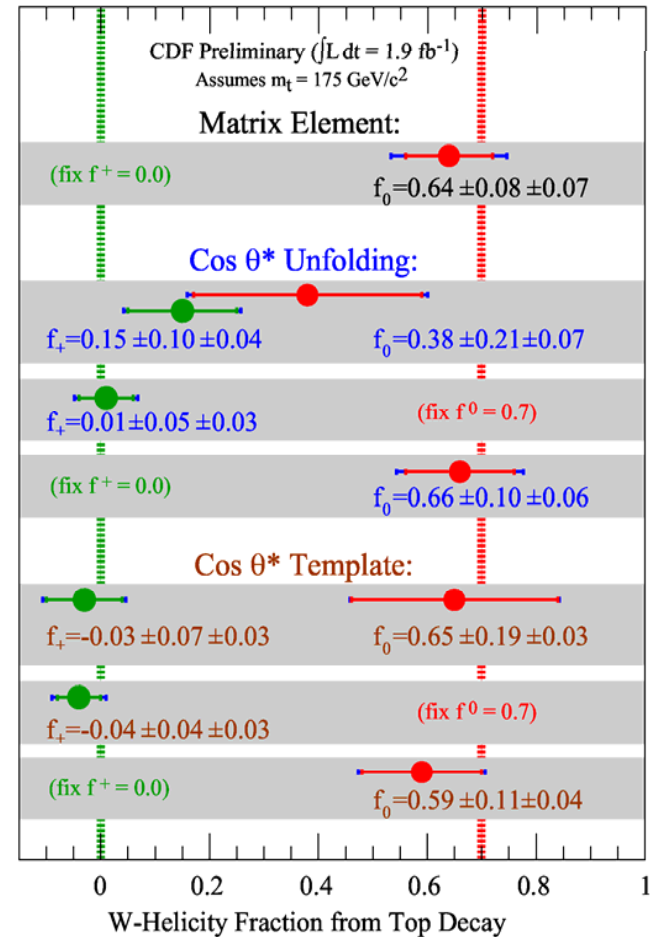 CDF Preliminary (∫L dt = 1.9 fb⁻¹)
Assumes mₜ = 175 GeV/c²
Matrix Element:
(fix f⁺ = 0.0)
f₀=0.64 ±0.08 ±0.07
Cos θ* Unfolding:
f₊=0.15 ±0.10 ±0.04 f₀=0.38 ±0.21 ±0.07
f₊=0.01 ±0.05 ±0.03 (fix f⁰ = 0.7)
(fix f⁺ = 0.0)
f₀=0.66 ±0.10 ±0.06
Cos θ* Template:
f₊=-0.03 ±0.07 ±0.03 f₀=0.65 ±0.19 ±0.03
(fix f⁰ = 0.7)
f₊=-0.04 ±0.04 ±0.03
(fix f⁺ = 0.0)
f₀=0.59 ±0.11±0.04
0 0.2 0.4 0.6 0.8 1
W-Helicity Fraction from Top Decay